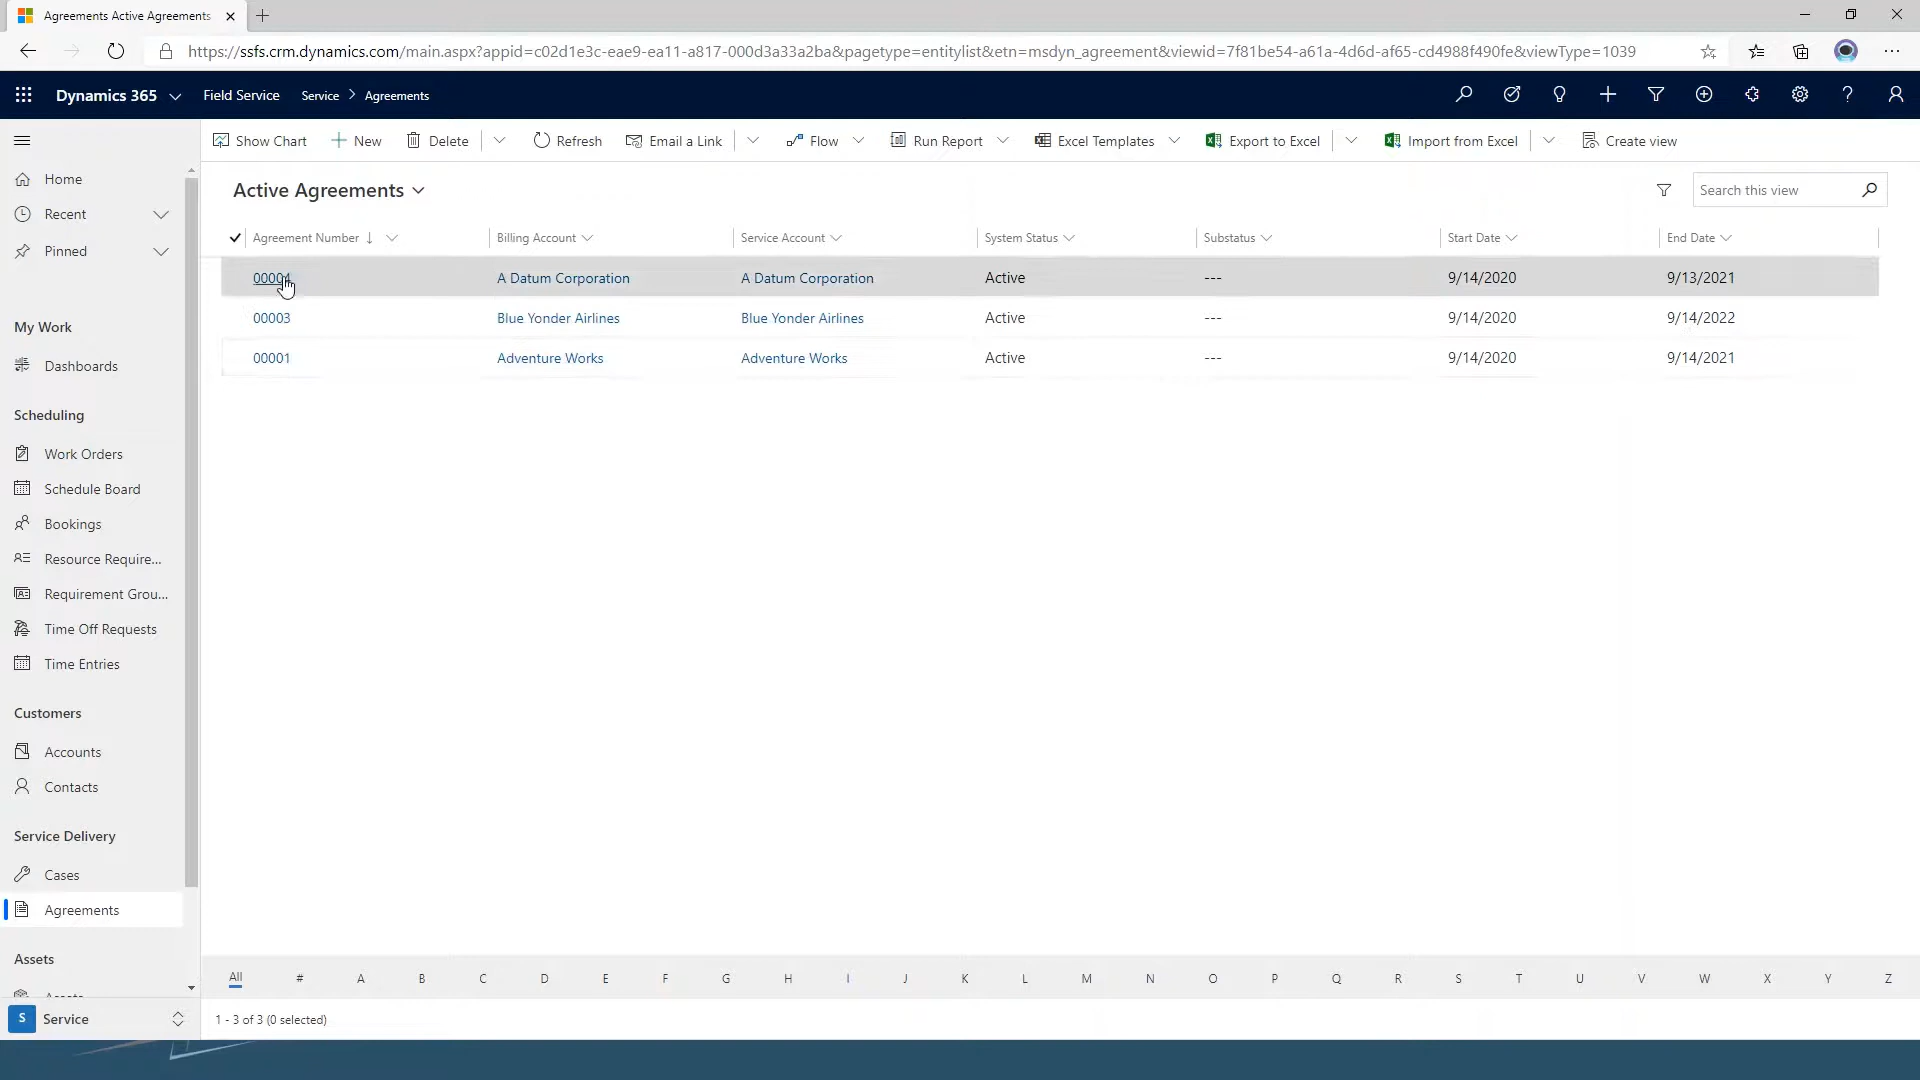 Agreements Active Agreements
https://ssfs.crm.dynamics.com/main.aspx?appid=c02d1e3c-eae9-ea11-a817-000d3a33a2ba&pagetype=entitylist&etn=msdyn_agreement&viewid=7f81be54-a61a-4d6d-af65-cd4988f490fe&viewType=1039
Dynamics 365 Field Service Service > Agreements
Show Chart New Delete Refresh Email a Link Flow Run Report Excel Templates Export to Excel Import from Excel Create view
Home
Recent
Pinned
My Work
Dashboards
Scheduling
Work Orders
Schedule Board
Bookings
Resource Require...
Requirement Grou...
Time Off Requests
Time Entries
Customers
Accounts
Contacts
Service Delivery
Cases
Agreements
Assets
Assets
S Service
Active Agreements
Search this view
Agreement Number Billing Account Service Account System Status Substatus Start Date End Date
00004 A Datum Corporation A Datum Corporation Active --- 9/14/2020 9/13/2021
00003 Blue Yonder Airlines Blue Yonder Airlines Active --- 9/14/2020 9/14/2022
00001 Adventure Works Adventure Works Active --- 9/14/2020 9/14/2021
All # A B C D E F G H I J K L M N O P Q R S T U V W X Y Z
1 - 3 of 3 (0 selected)